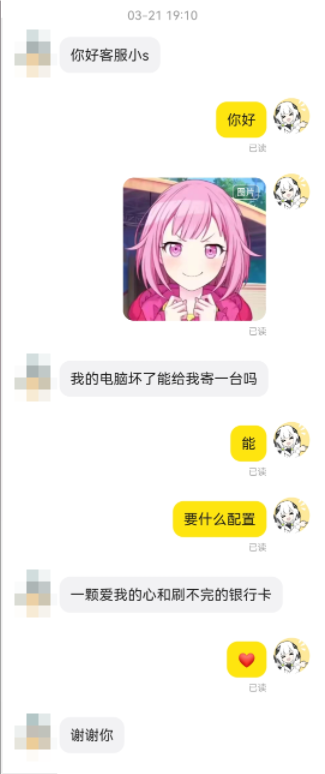 03-21 19:10
你好客服小s
你好
已读
图片
已读
我的电脑坏了能给我寄一台吗
能
已读
要什么配置
已读
一颗爱我的心和刷不完的银行卡
❤️
已读
谢谢你